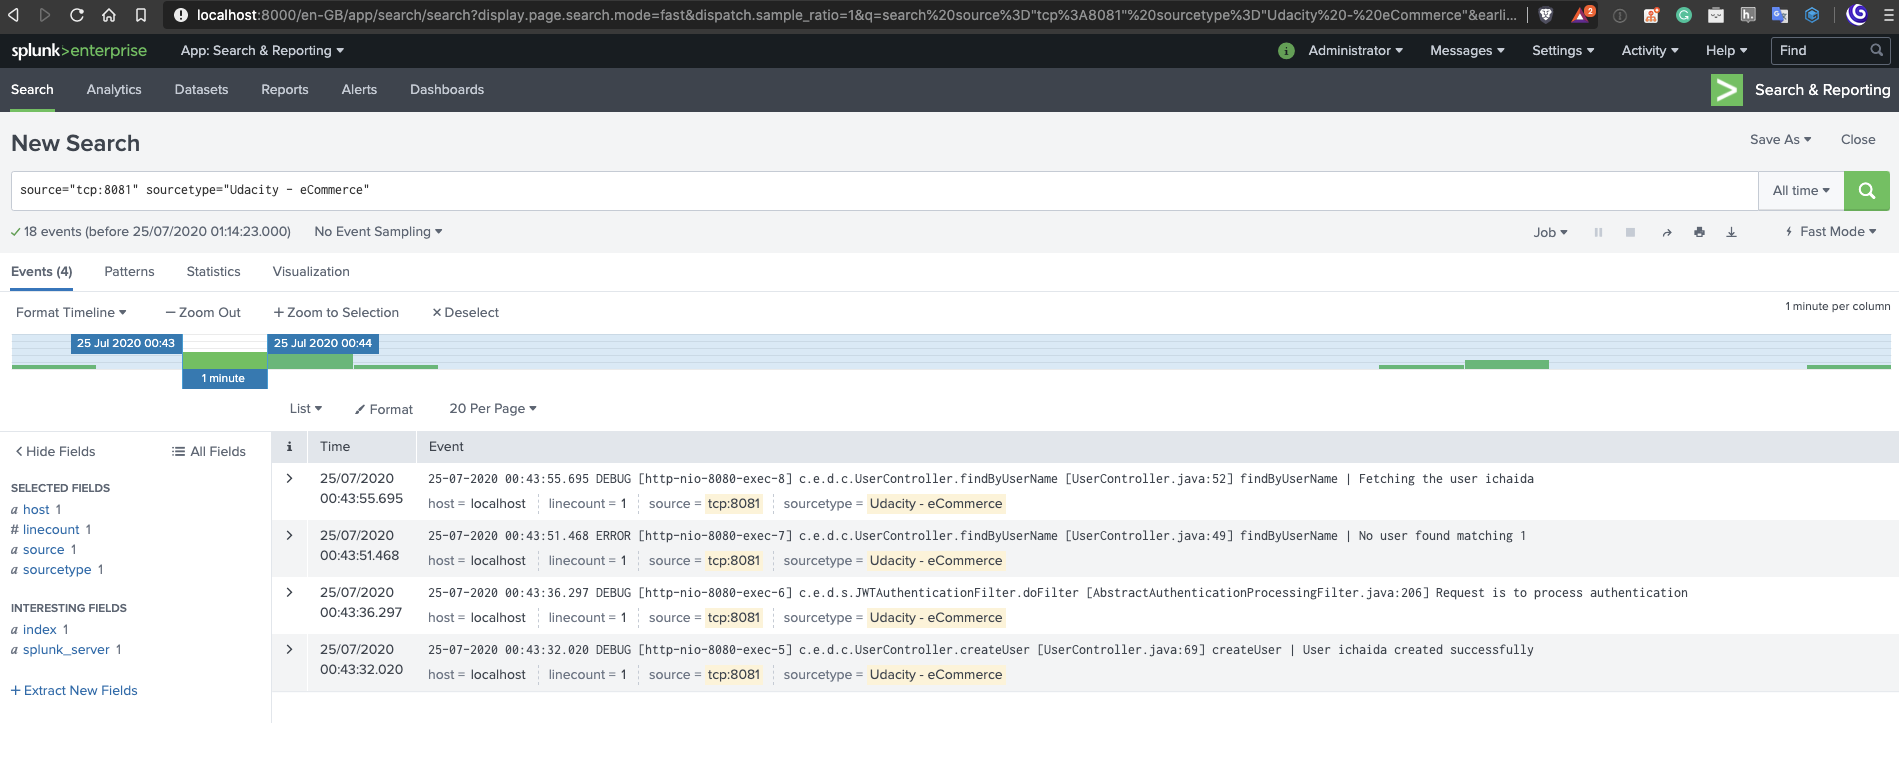 localhost:8000/en-GB/app/search/search?display.page.search.mode=fast&dispatch.sample_ratio=1&q=search%20source%3D"tcp%3A8081"%20sourcetype%3D"Udacity%20-%20eCommerce"&earli... 2
splunk>enterprise App: Search & Reporting i Administrator Messages Settings Activity Help Find
Search Analytics Datasets Reports Alerts Dashboards > Search & Reporting
New Search Save As Close
source="tcp:8081" sourcetype="Udacity - eCommerce" All time
18 events (before 25/07/2020 01:14:23.000) No Event Sampling Job Fast Mode
Events (4) Patterns Statistics Visualization
Format Timeline — Zoom Out + Zoom to Selection × Deselect 1 minute per column
25 Jul 2020 00:43 25 Jul 2020 00:44
1 minute
List Format 20 Per Page
< Hide Fields All Fields i Time Event
SELECTED FIELDS
a host 1
# linecount 1
a source 1
a sourcetype 1
INTERESTING FIELDS
a index 1
a splunk_server 1
+ Extract New Fields
> 25/07/2020 25-07-2020 00:43:55.695 DEBUG [http-nio-8080-exec-8] c.e.d.c.UserController.findByUserName [UserController.java:52] findByUserName | Fetching the user ichaida
00:43:55.695 host = localhost linecount = 1 source = tcp:8081 sourcetype = Udacity - eCommerce
> 25/07/2020 25-07-2020 00:43:51.468 ERROR [http-nio-8080-exec-7] c.e.d.c.UserController.findByUserName [UserController.java:49] findByUserName | No user found matching 1
00:43:51.468 host = localhost linecount = 1 source = tcp:8081 sourcetype = Udacity - eCommerce
> 25/07/2020 25-07-2020 00:43:36.297 DEBUG [http-nio-8080-exec-6] c.e.d.s.JWTAuthenticationFilter.doFilter [AbstractAuthenticationProcessingFilter.java:206] Request is to process authentication
00:43:36.297 host = localhost linecount = 1 source = tcp:8081 sourcetype = Udacity - eCommerce
> 25/07/2020 25-07-2020 00:43:32.020 DEBUG [http-nio-8080-exec-5] c.e.d.c.UserController.createUser [UserController.java:69] createUser | User ichaida created successfully
00:43:32.020 host = localhost linecount = 1 source = tcp:8081 sourcetype = Udacity - eCommerce